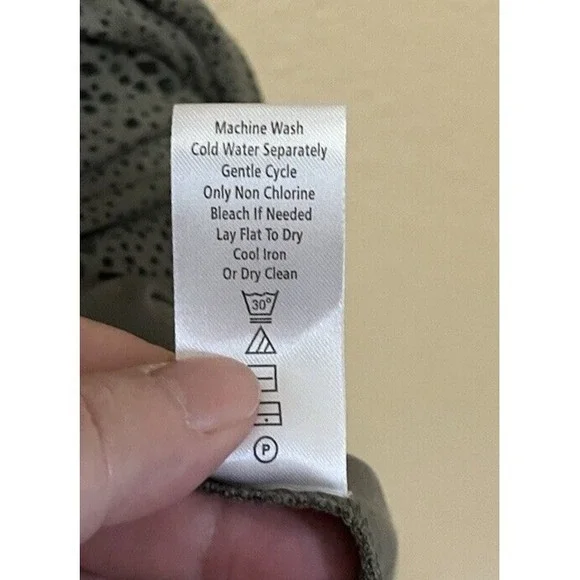 Machine Wash
Cold Water Separately
Gentle Cycle
Only Non Chlorine
Bleach If Needed
Lay Flat To Dry
Cool Iron
Or Dry Clean
30°
P